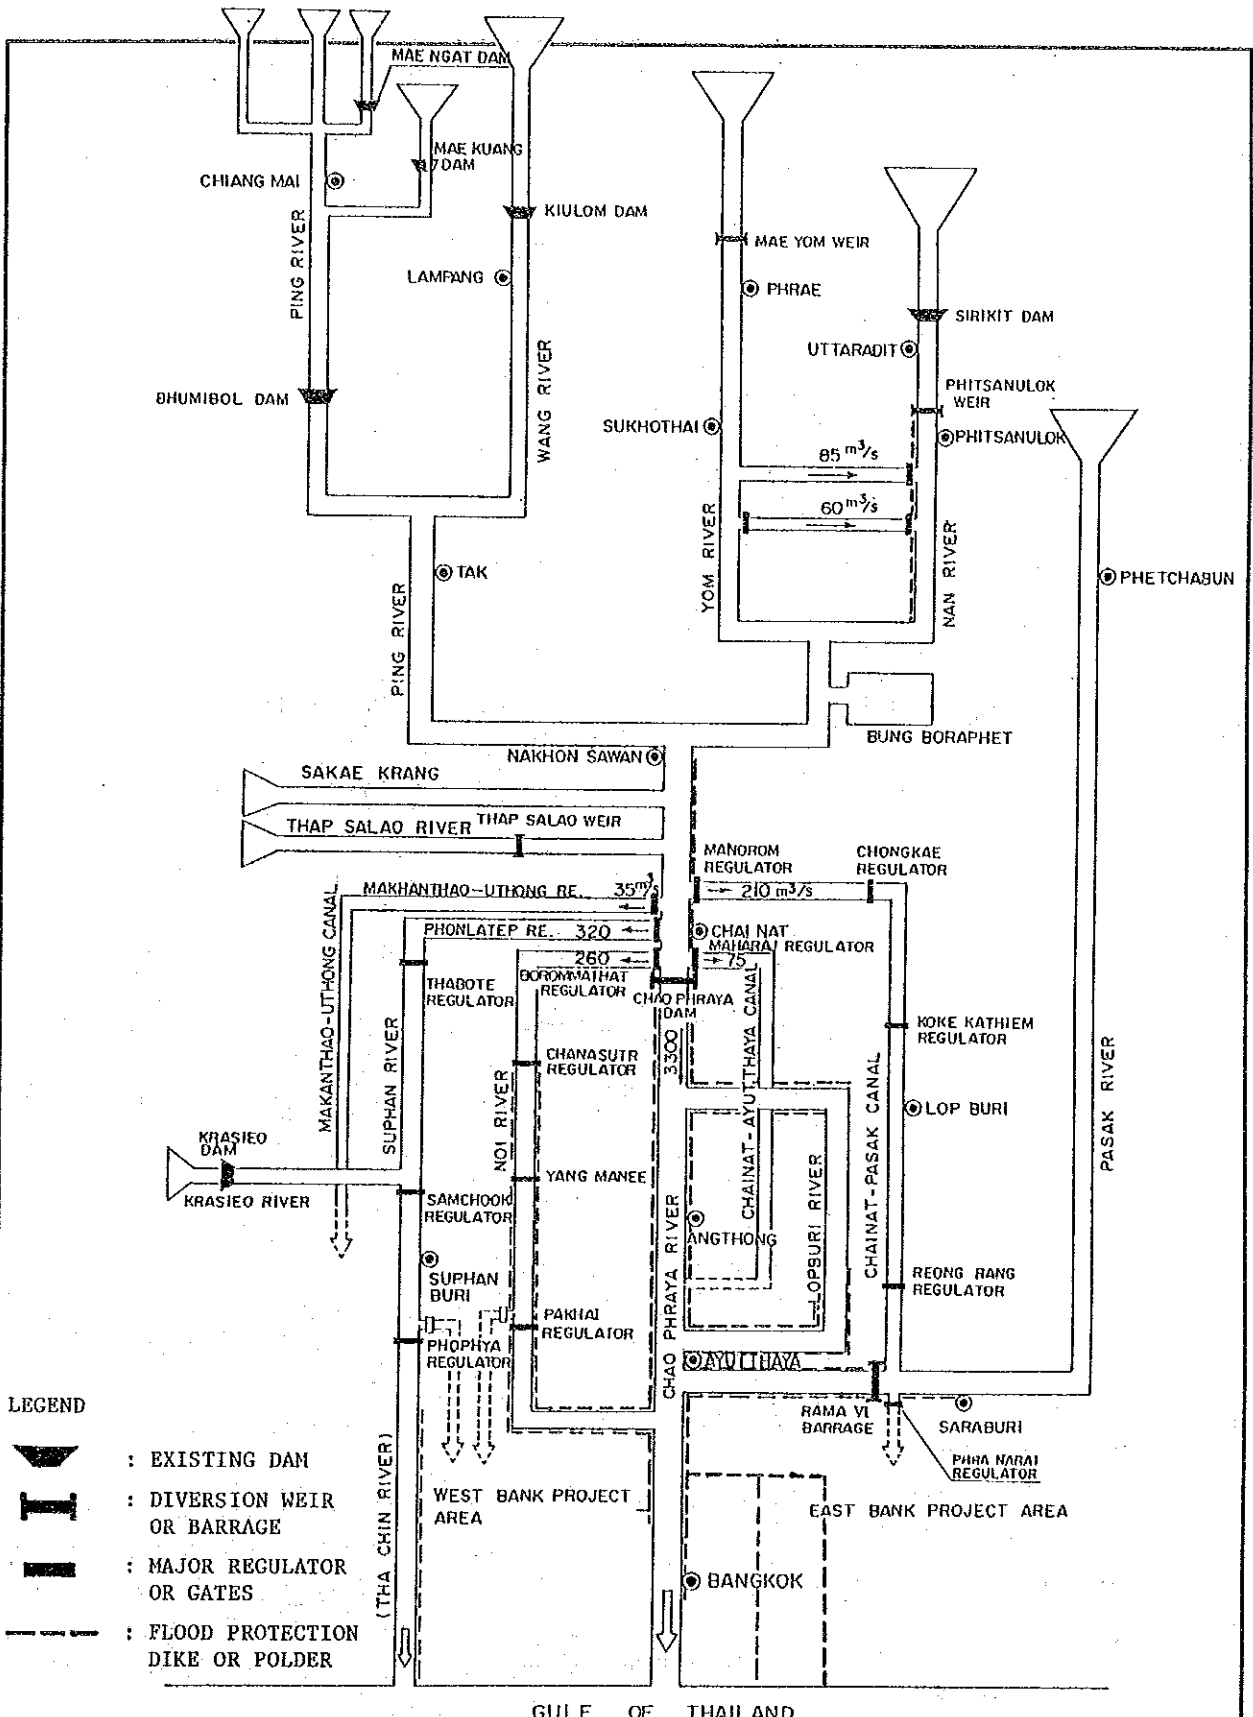 MAE NGAT DAM
MAE KUANG
DAM
CHIANG MAI
KIULOM DAM
PING RIVER
LAMPANG
MAE YOM WEIR
PHRAE
SIRIKIT DAM
UTTARADIT
BHUMIBOL DAM
WANG RIVER
PHITSANULOK
WEIR
SUKHOTHAI
PHITSANULOK
85 m³/s
60 m³/s
YOM RIVER
NAN RIVER
TAK
PHETCHABUN
PING RIVER
BUNG BORAPHET
NAKHON SAWAN
SAKAE KRANG
THAP SALAO RIVER
THAP SALAO WEIR
MANOROM
REGULATOR
CHONGKAE
REGULATOR
MAKHANTHAO-UTHONG RE.
35 m³/s
210 m³/s
PHONLATEP RE.
320
CHAI NAT
MAHARAJ REGULATOR
260
75
BOROMMATHAT
REGULATOR
CHAO PHRAYA
DAM
THABOTE
REGULATOR
MAKANTHAO-UTHONG CANAL
SUPHAN RIVER
3300
KOKE KATHIEM
REGULATOR
CHANASUTR
REGULATOR
NOI RIVER
CHAINAT-AYUTTHAYA CANAL
CHAINAT-PASAK CANAL
LOP BURI
PASAK RIVER
KRASIEO
DAM
KRASIEO RIVER
YANG MANEE
SAMCHOOK
REGULATOR
ANGTHONG
LOPBURI RIVER
CHAO PHRAYA RIVER
SUPHAN
BURI
REONG RANG
REGULATOR
PAKHAI
REGULATOR
PHOPHYA
REGULATOR
AYUTTHAYA
RAMA VI
BARRAGE
SARABURI
PHRA NARAI
REGULATOR
LEGEND
: EXISTING DAM
: DIVERSION WEIR
OR BARRAGE
: MAJOR REGULATOR
OR GATES
: FLOOD PROTECTION
DIKE OR POLDER
(THA CHIN RIVER)
WEST BANK PROJECT
AREA
EAST BANK PROJECT AREA
BANGKOK
GULF OF THAILAND